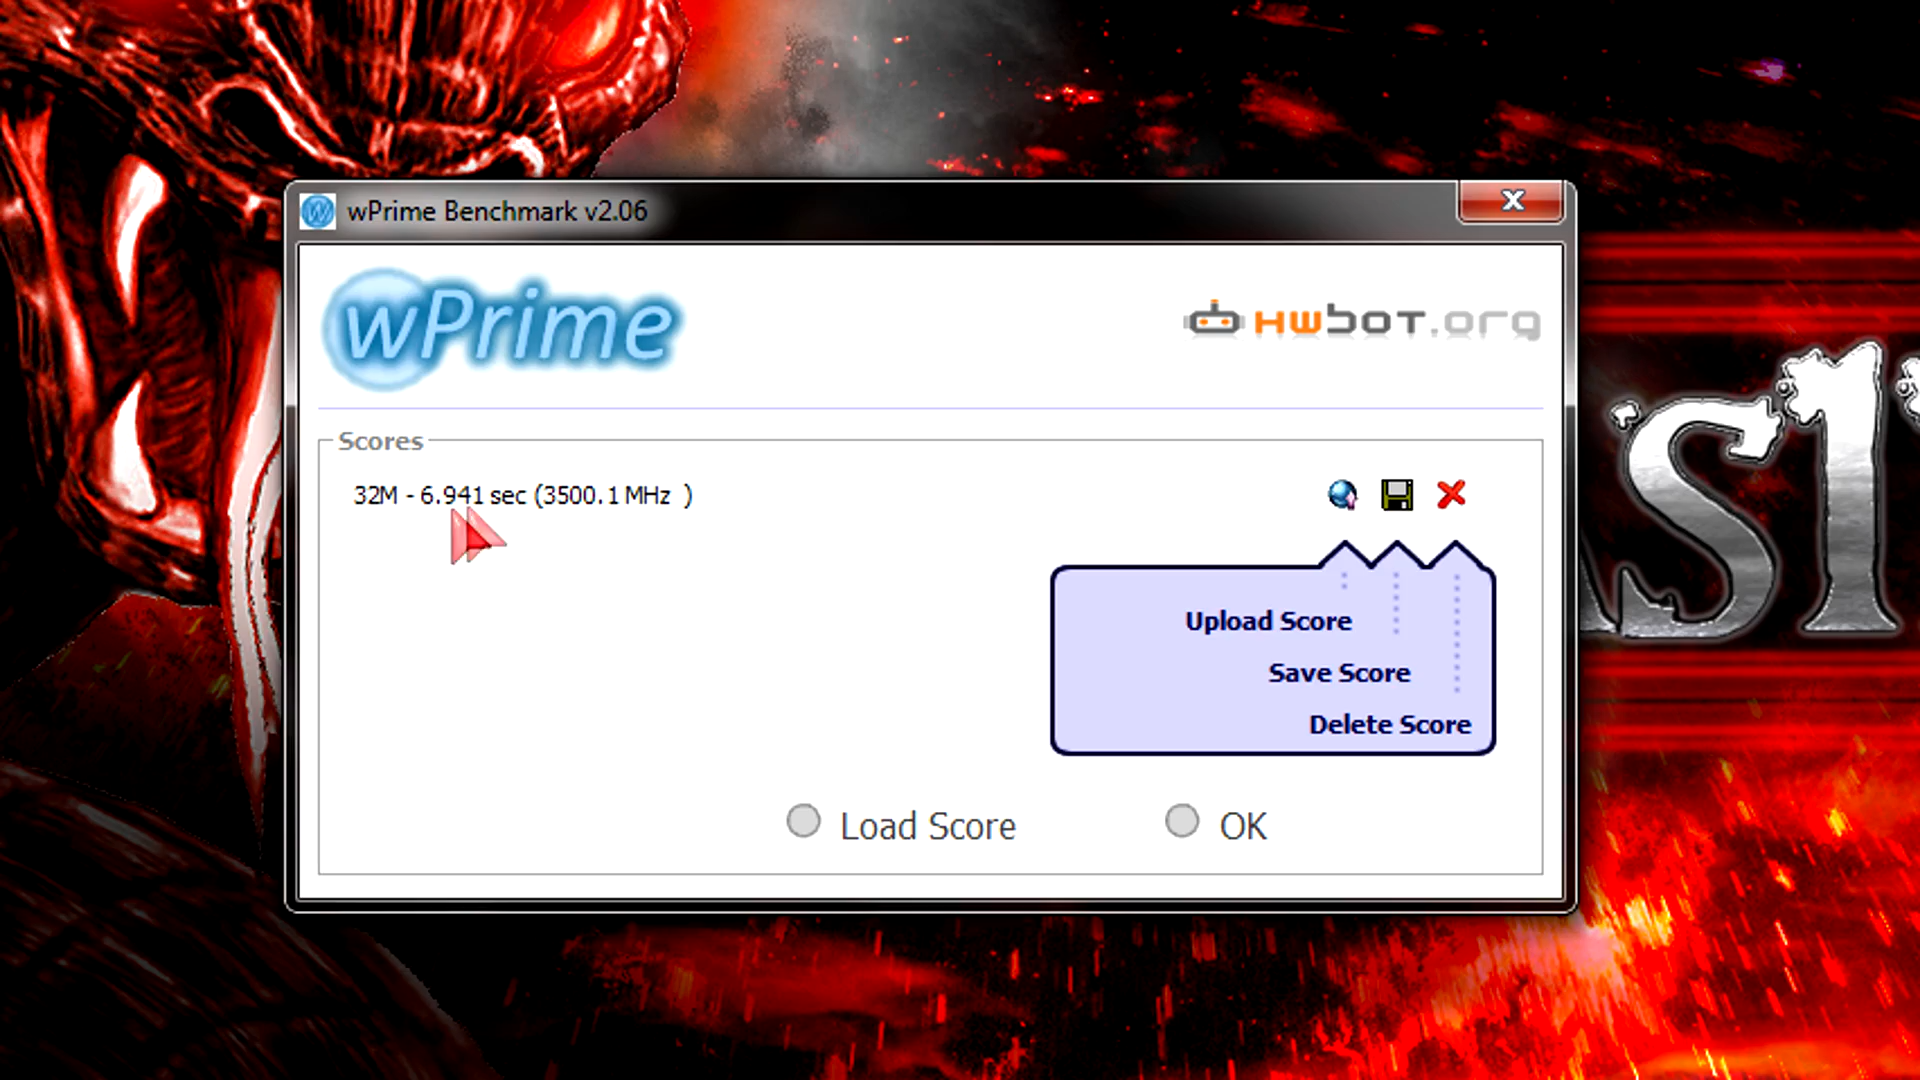 wPrime Benchmark v2.06
wPrime
HWBOT.org
Scores
32M - 6.941 sec (3500.1 MHz )
Upload Score
Save Score
Delete Score
Load Score
OK